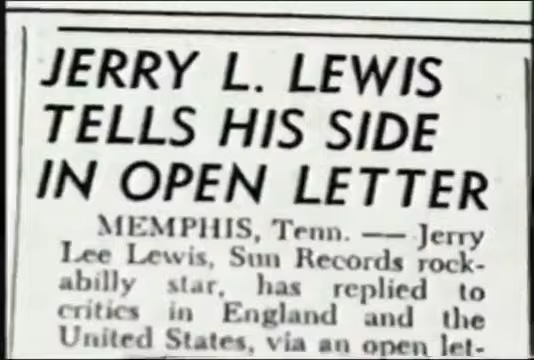 JERRY L. LEWIS
TELLS HIS SIDE
IN OPEN LETTER
MEMPHIS, Tenn. — Jerry
Lee Lewis, Sun Records rock-
abilly star, has replied to
critics in England and the
United States, via an open let-